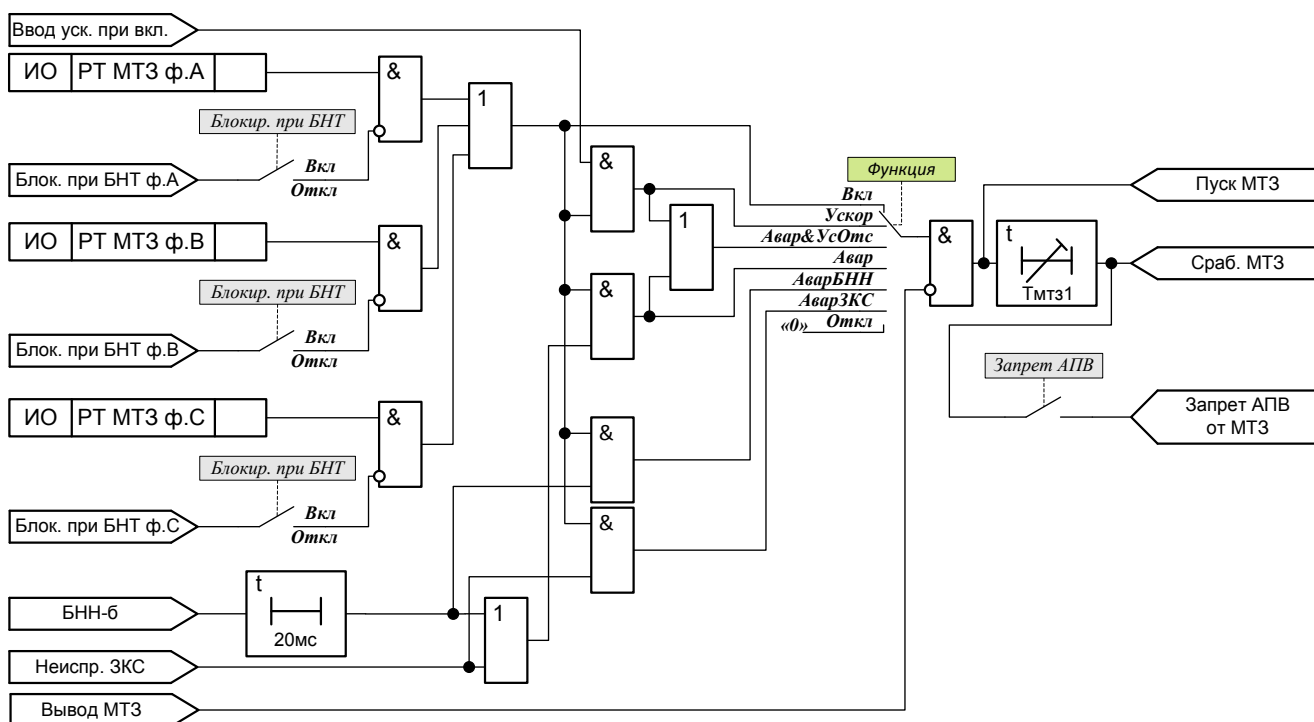 Ввод уск. при вкл.
ИО РТ МТЗ ф.А
&
1
Блокир. при БНТ
Вкл
Откл
Блок. при БНТ ф.А
&
Функция
Вкл
Ускор
Авар&УсОтс
Авар
АварБНН
АварЗКС
«0» Откл
Пуск МТЗ
ИО РТ МТЗ ф.В
&
1
&
t
Тмтз1
Сраб. МТЗ
Блокир. при БНТ
Вкл
Откл
Блок. при БНТ ф.В
&
Запрет АПВ
Запрет АПВ
от МТЗ
ИО РТ МТЗ ф.С
&
&
Блокир. при БНТ
Вкл
Откл
Блок. при БНТ ф.С
&
БНН-б
t
20мс
1
Неиспр. ЗКС
Вывод МТЗ